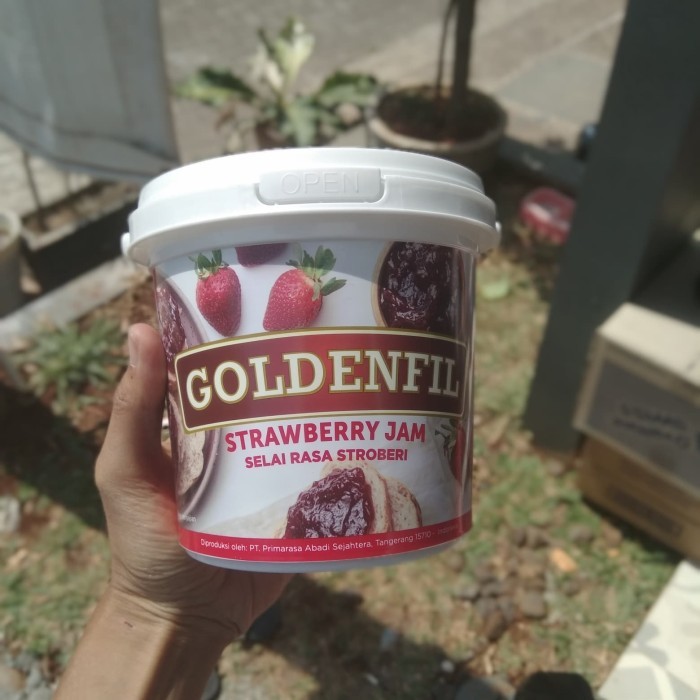 OPEN
GOLDENFIL
STRAWBERRY JAM
SELAI RASA STROBERI
Diproduksi oleh: PT. Primarasa Abadi Sejahtera, Tangerang 15710 -